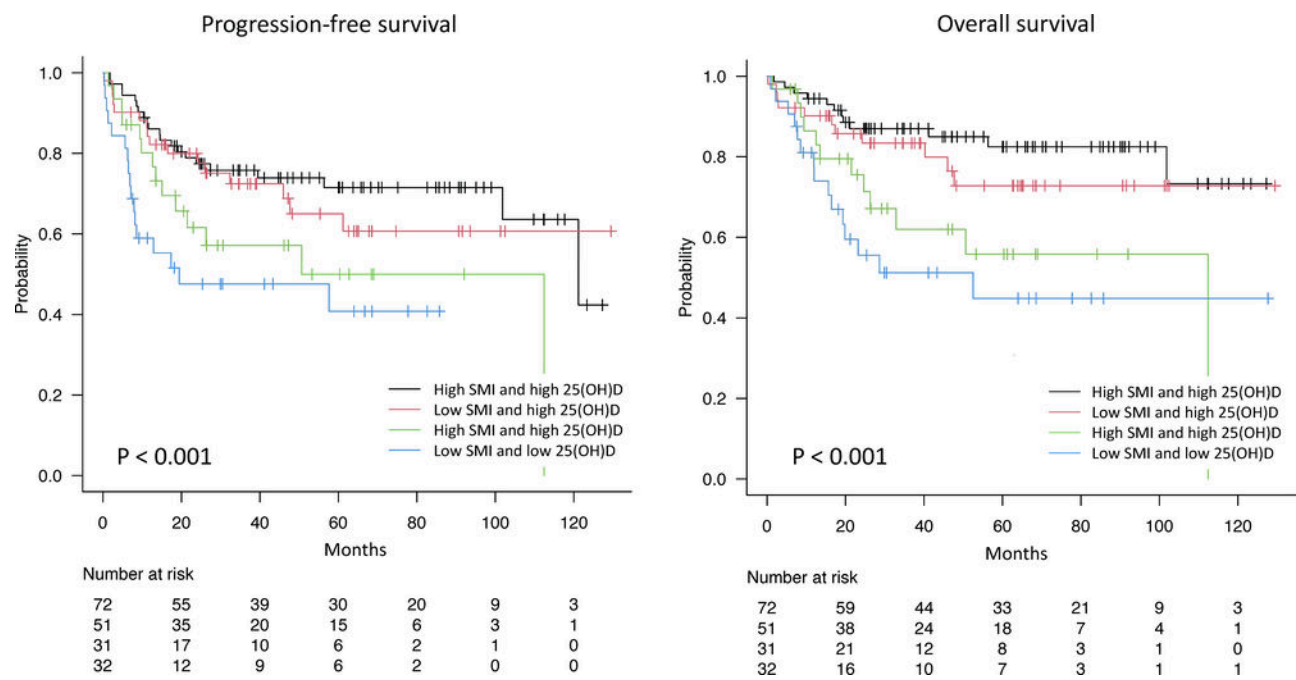 Progression-free survival
1.0
0.8
0.6
0.4
0.2
0.0
Probability
High SMI and high 25(OH)D
Low SMI and high 25(OH)D
High SMI and high 25(OH)D
Low SMI and low 25(OH)D
P < 0.001
0 20 40 60 80 100 120
Months
Number at risk
72 55 39 30 20 9 3
51 35 20 15 6 3 1
31 17 10 6 2 1 0
32 12 9 6 2 0 0
Overall survival
1.0
0.8
0.6
0.4
0.2
0.0
Probability
High SMI and high 25(OH)D
Low SMI and high 25(OH)D
High SMI and high 25(OH)D
Low SMI and low 25(OH)D
P < 0.001
0 20 40 60 80 100 120
Months
Number at risk
72 59 44 33 21 9 3
51 38 24 18 7 4 1
31 21 12 8 3 1 0
32 16 10 7 3 1 1